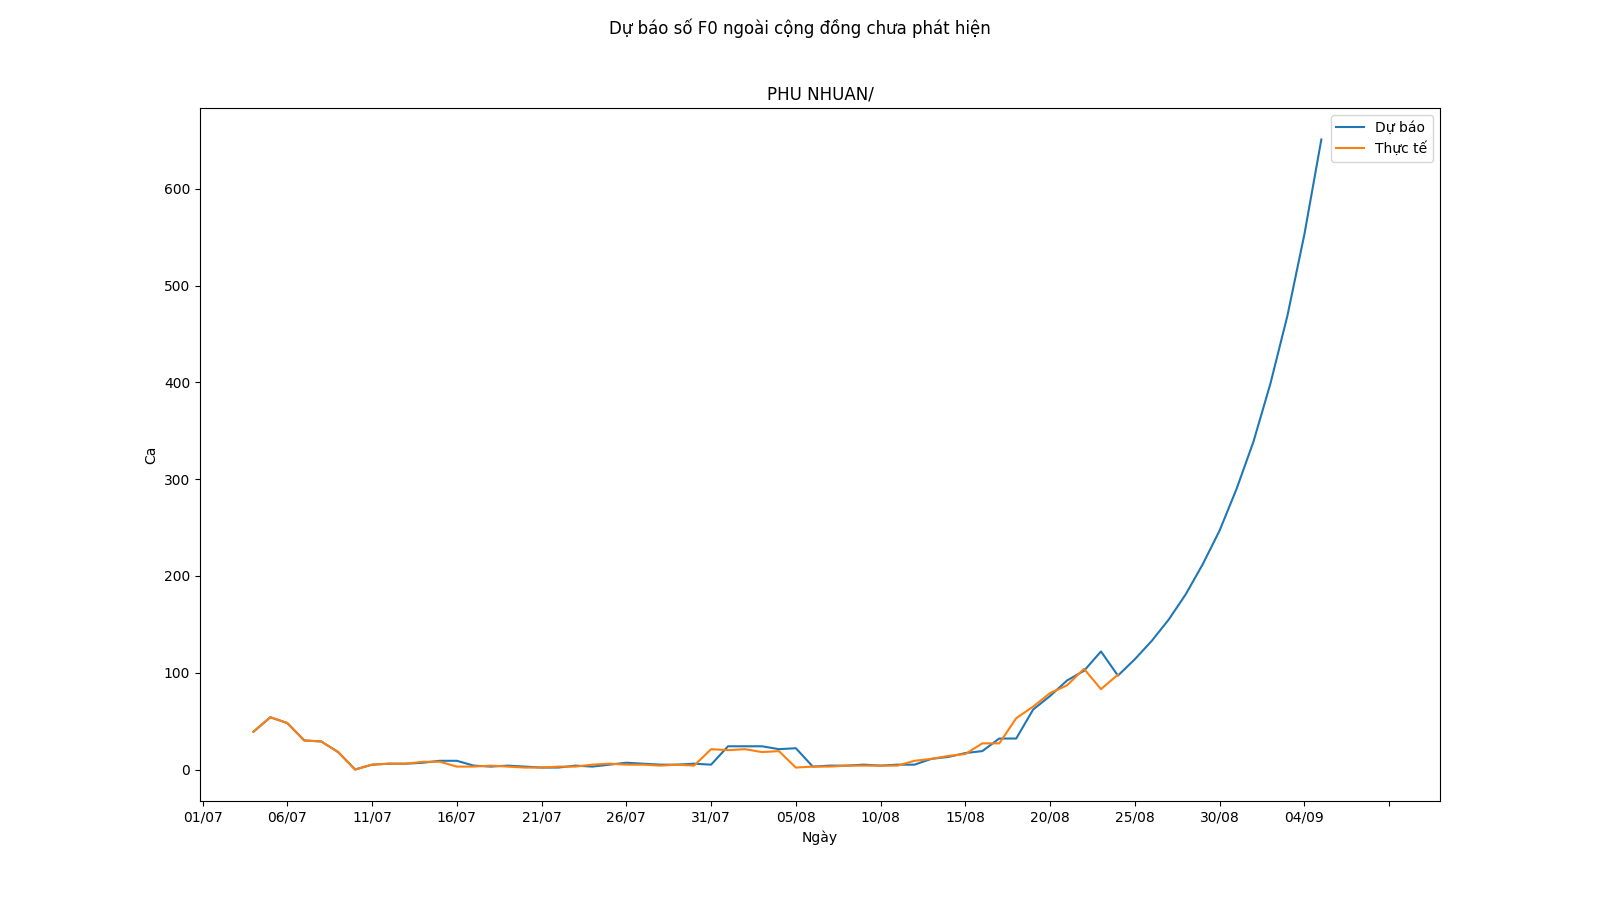 Dự báo số F0 ngoài cộng đồng chưa phát hiện
PHU NHUAN/
Dự báo
Thực tế
600
500
400
300
200
100
0
Ca
01/07 06/07 11/07 16/07 21/07 26/07 31/07 05/08 10/08 15/08 20/08 25/08 30/08 04/09
Ngày